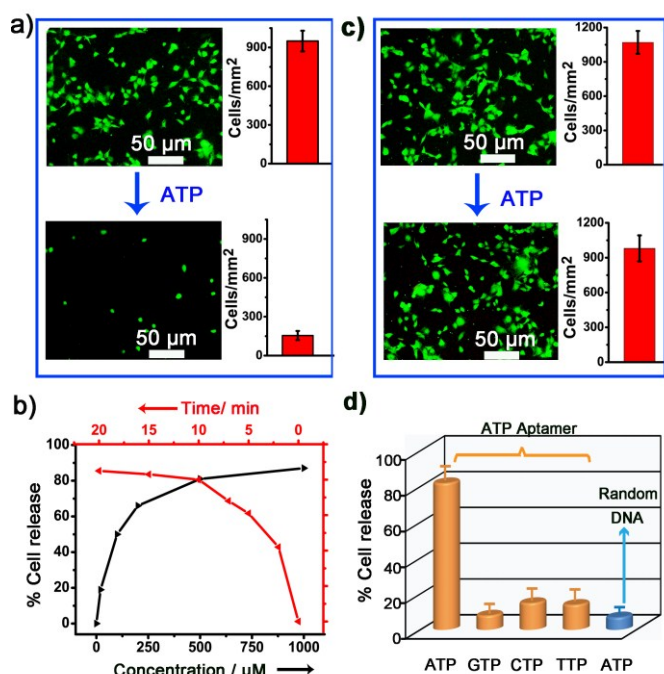 a)
Cells/mm²
900
600
300
0
50 µm
ATP
Cells/mm²
900
600
300
0
50 µm
c)
Cells/mm²
1200
900
600
300
0
50 µm
ATP
Cells/mm²
1200
900
600
300
0
50 µm
b)
Time/ min
20 15 10 5 0
% Cell release
100
80
60
40
20
0
0 250 500 750 1000
Concentration / µM
d)
ATP Aptamer
Random
DNA
% Cell release
100
80
60
40
20
0
ATP GTP CTP TTP ATP